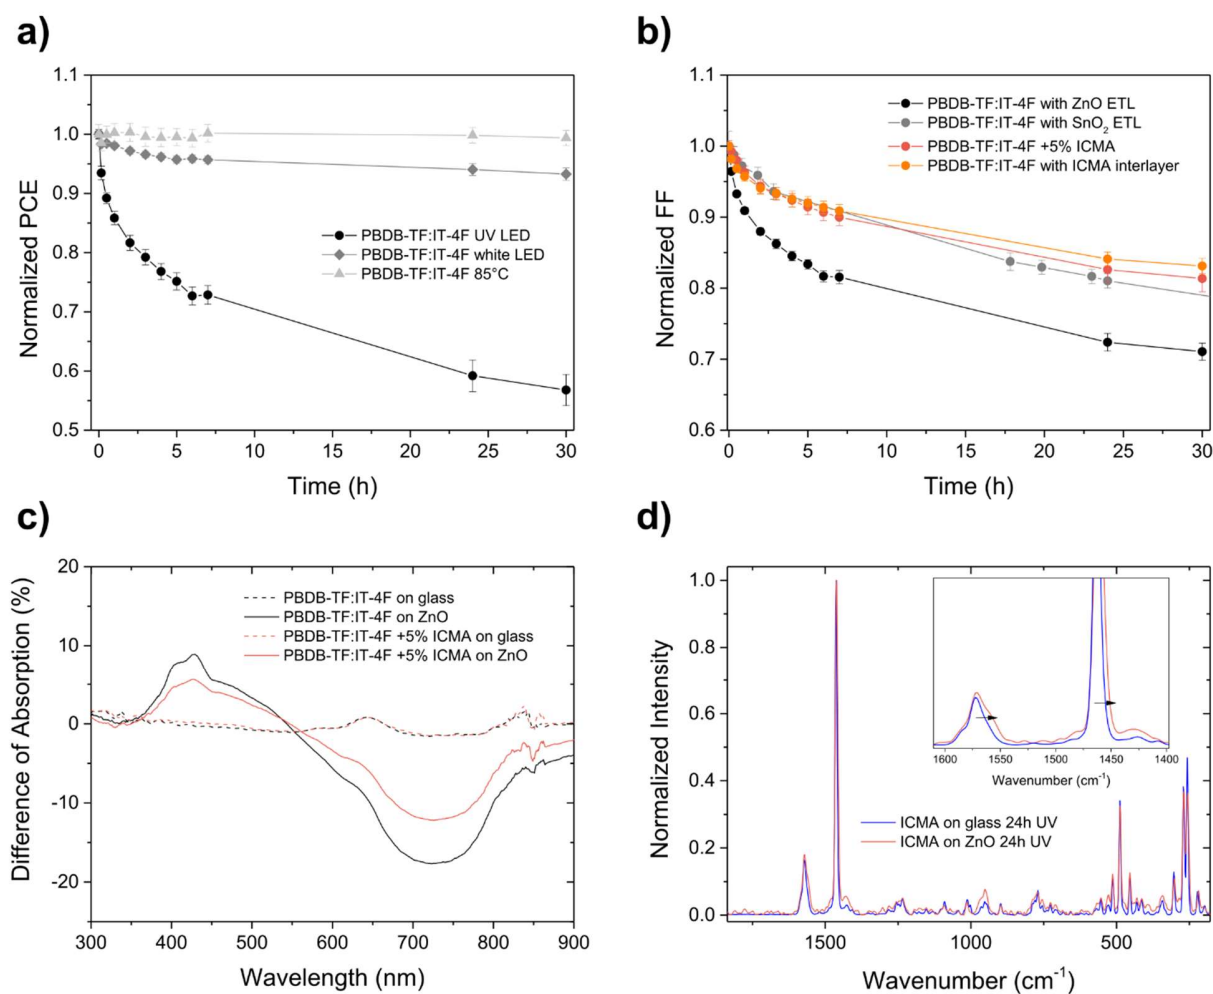 a)
1.1
1.0
0.9
0.8
0.7
0.6
0.5
Normalized PCE
PBDB-TF:IT-4F UV LED
PBDB-TF:IT-4F white LED
PBDB-TF:IT-4F 85°C
0 5 10 15 20 25 30
Time (h)
b)
1.1
1.0
0.9
0.8
0.7
0.6
Normalized FF
PBDB-TF:IT-4F with ZnO ETL
PBDB-TF:IT-4F with SnO₂ ETL
PBDB-TF:IT-4F +5% ICMA
PBDB-TF:IT-4F with ICMA interlayer
0 5 10 15 20 25 30
Time (h)
c)
20
10
0
-10
-20
Difference of Absorption (%)
PBDB-TF:IT-4F on glass
PBDB-TF:IT-4F on ZnO
PBDB-TF:IT-4F +5% ICMA on glass
PBDB-TF:IT-4F +5% ICMA on ZnO
300 400 500 600 700 800 900
Wavelength (nm)
d)
1.0
0.8
0.6
0.4
0.2
0.0
Normalized Intensity
1600 1550 1500 1450 1400
Wavenumber (cm⁻¹)
ICMA on glass 24h UV
ICMA on ZnO 24h UV
1500 1000 500
Wavenumber (cm⁻¹)